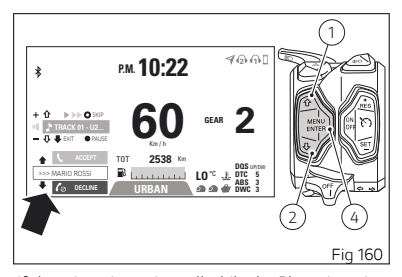 1
P.M. 10:22
+ SKIP
TRACK 01 - U2...
- EXIT PAUSE
60
Km / h
GEAR 2
ACCEPT
>>> MARIO ROSSI
DECLINE
TOT 2538 Km
URBAN
LO °C
DQS UP/DW
DTC 5
ABS 3
DWC 3
MENU
ENTER
ON
OFF
RES
SET
OFF
2
4
Fig 160